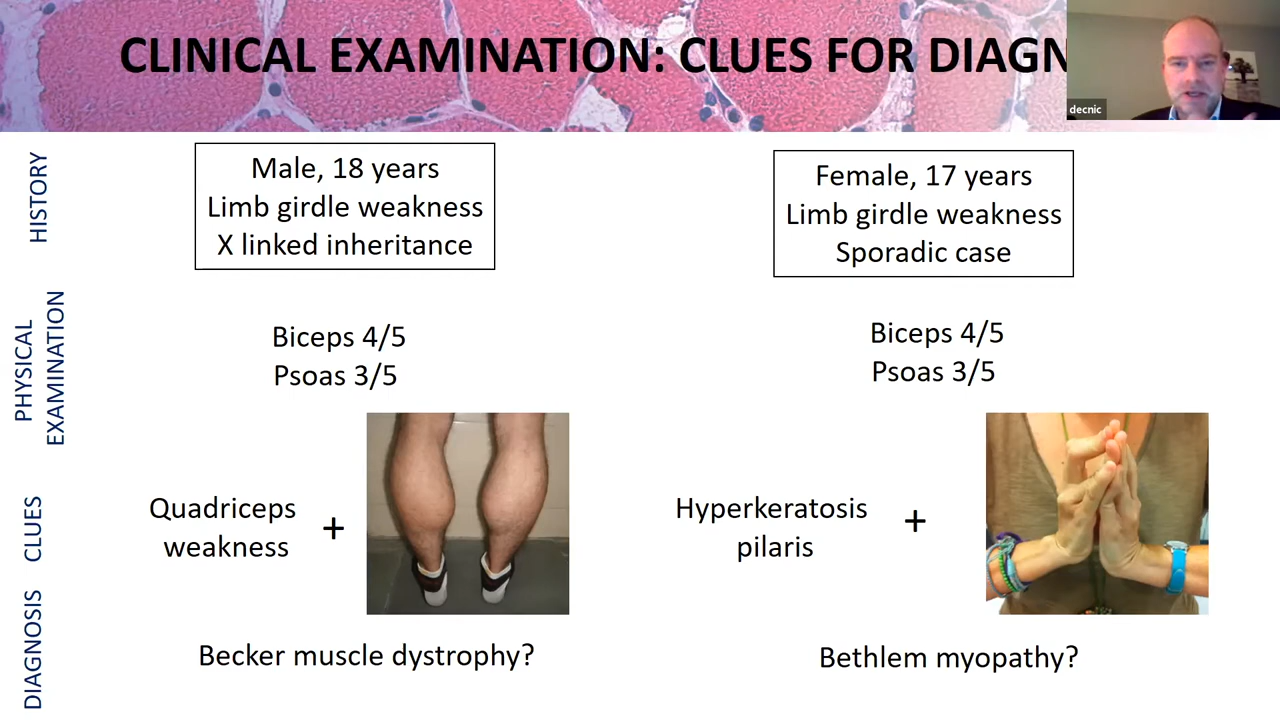 CLINICAL EXAMINATION: CLUES FOR DIAGN
decnic
HISTORY
Male, 18 years
Limb girdle weakness
X linked inheritance
Female, 17 years
Limb girdle weakness
Sporadic case
PHYSICAL
EXAMINATION
Biceps 4/5
Psoas 3/5
Biceps 4/5
Psoas 3/5
CLUES
Quadriceps
weakness
+
Hyperkeratosis
pilaris
+
DIAGNOSIS
Becker muscle dystrophy?
Bethlem myopathy?